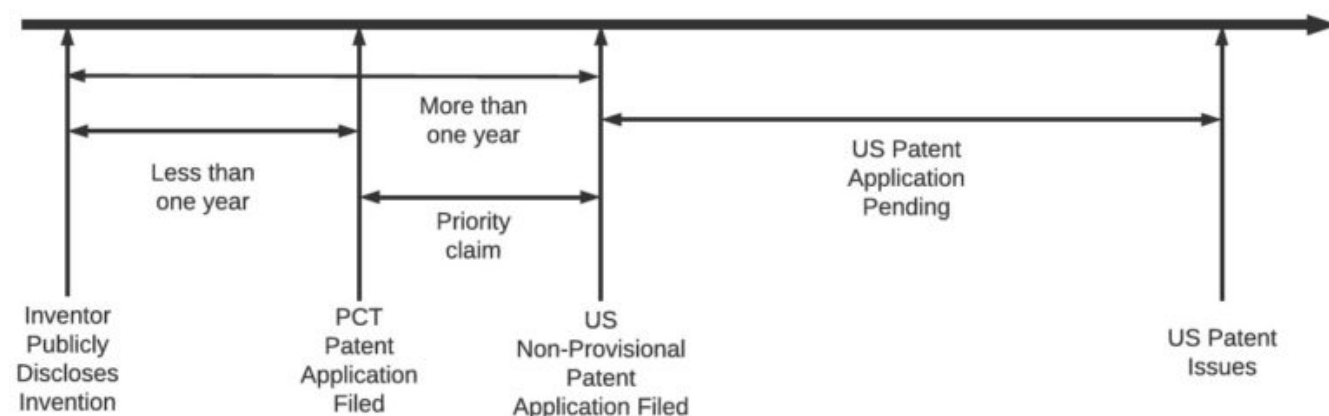 More than
one year
Less than
one year
Priority
claim
US Patent
Application
Pending
Inventor
Publicly
Discloses
Invention
PCT
Patent
Application
Filed
US
Non-Provisional
Patent
Application Filed
US Patent
Issues